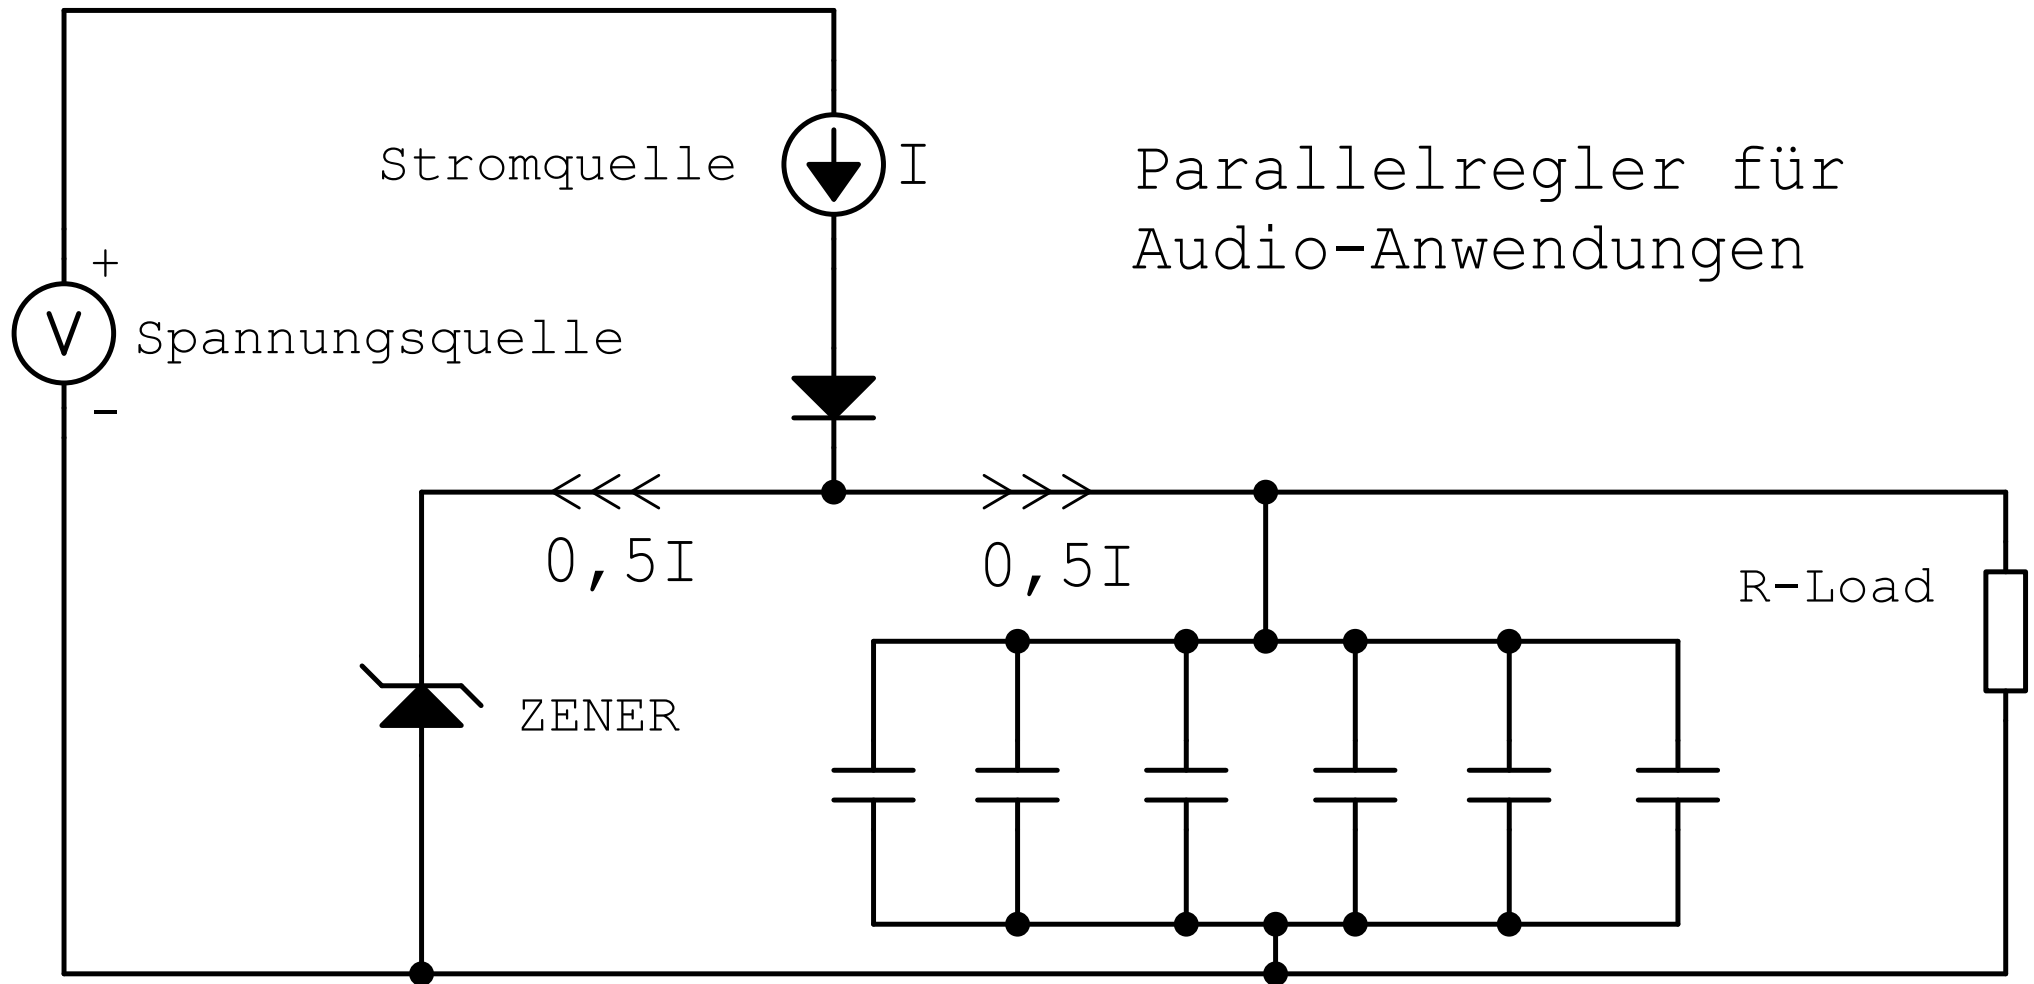 Stromquelle
I
Parallelregler für
Audio-Anwendungen
+
V
Spannungsquelle
-
0,5I
0,5I
R-Load
ZENER